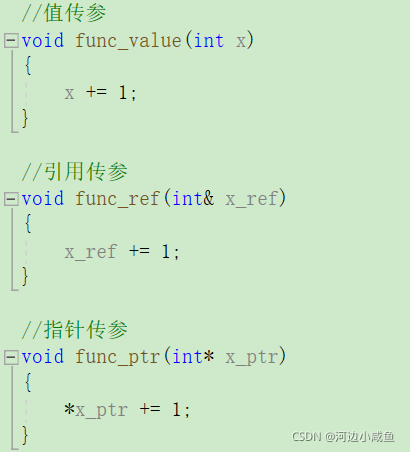 //值传参
void func_value(int x)
{
x += 1;
}
//引用传参
void func_ref(int& x_ref)
{
x_ref += 1;
}
//指针传参
void func_ptr(int* x_ptr)
{
*x_ptr += 1;
}
CSDN @河边小咸鱼